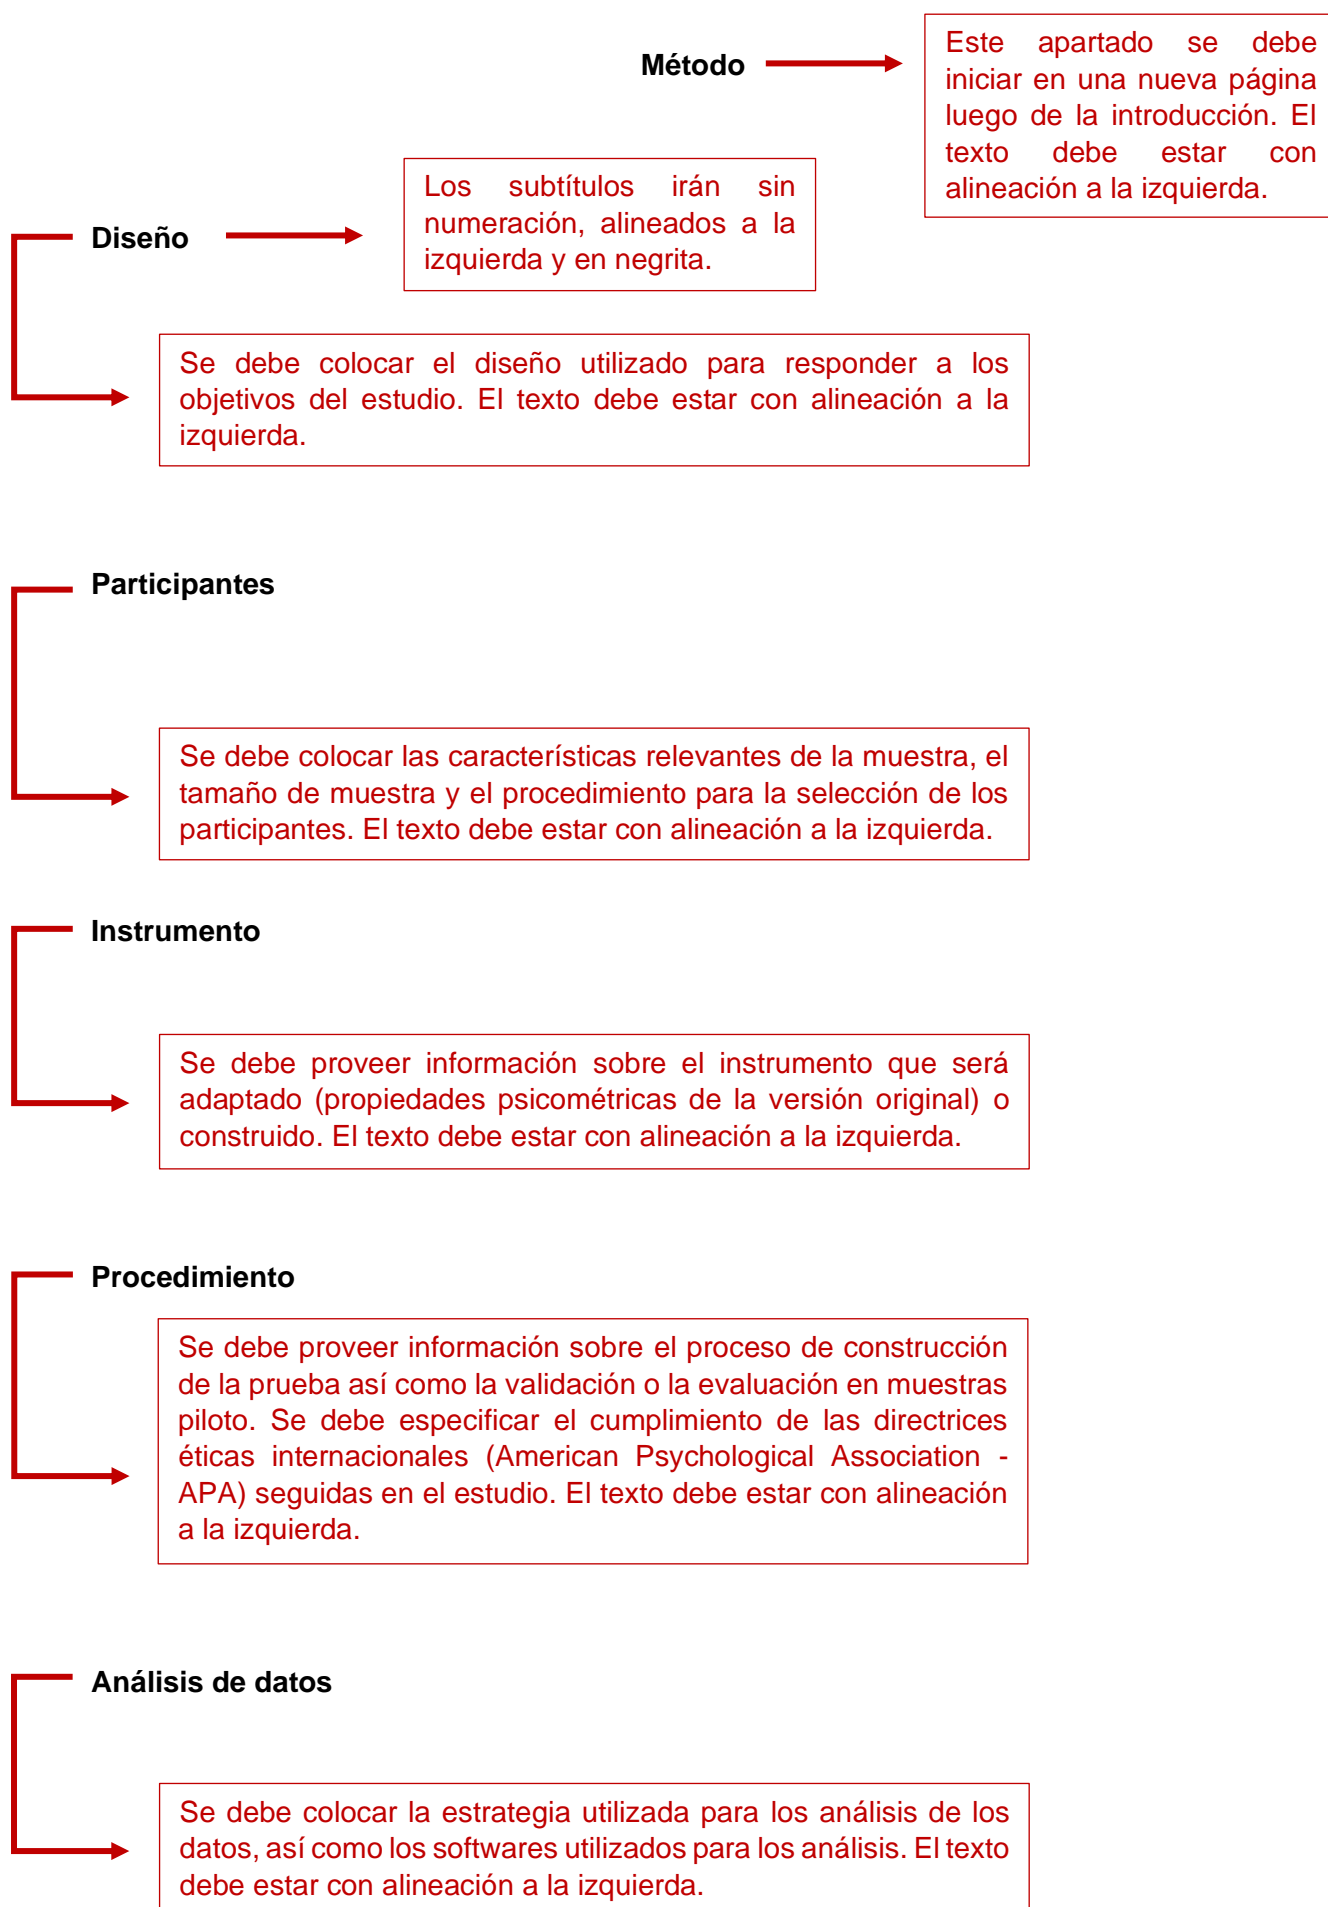 Método
Este apartado se debe
iniciar en una nueva página
luego de la introducción. El
texto debe estar con
alineación a la izquierda.
Diseño
Los subtítulos irán sin
numeración, alineados a la
izquierda y en negrita.
Se debe colocar el diseño utilizado para responder a los
objetivos del estudio. El texto debe estar con alineación a la
izquierda.
Participantes
Se debe colocar las características relevantes de la muestra, el
tamaño de muestra y el procedimiento para la selección de los
participantes. El texto debe estar con alineación a la izquierda.
Instrumento
Se debe proveer información sobre el instrumento que será
adaptado (propiedades psicométricas de la versión original) o
construido. El texto debe estar con alineación a la izquierda.
Procedimiento
Se debe proveer información sobre el proceso de construcción
de la prueba así como la validación o la evaluación en muestras
piloto. Se debe especificar el cumplimiento de las directrices
éticas internacionales (American Psychological Association -
APA) seguidas en el estudio. El texto debe estar con alineación
a la izquierda.
Análisis de datos
Se debe colocar la estrategia utilizada para los análisis de los
datos, así como los softwares utilizados para los análisis. El texto
debe estar con alineación a la izquierda.